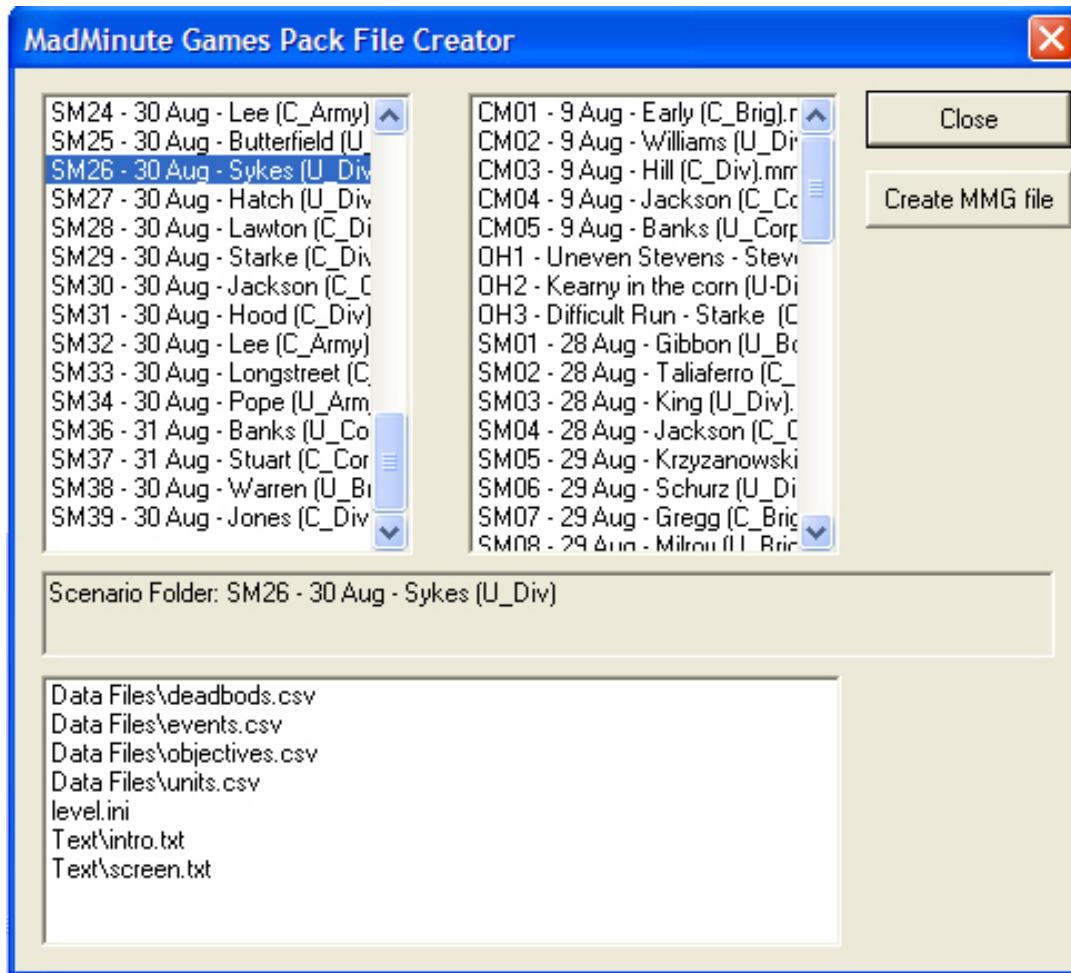 MadMinute Games Pack File Creator
SM24 - 30 Aug - Lee (C_Army)
SM25 - 30 Aug - Butterfield (U_
SM26 - 30 Aug - Sykes (U_Div
SM27 - 30 Aug - Hatch (U_Div
SM28 - 30 Aug - Lawton (C_Di
SM29 - 30 Aug - Starke (C_Div
SM30 - 30 Aug - Jackson (C_C
SM31 - 30 Aug - Hood (C_Div)
SM32 - 30 Aug - Lee (C_Army)
SM33 - 30 Aug - Longstreet (C_
SM34 - 30 Aug - Pope (U_Arm
SM36 - 31 Aug - Banks (U_Co
SM37 - 31 Aug - Stuart (C_Cor
SM38 - 30 Aug - Warren (U_Br
SM39 - 30 Aug - Jones (C_Div
CM01 - 9 Aug - Early (C_Brig).r
CM02 - 9 Aug - Williams (U_Div
CM03 - 9 Aug - Hill (C_Div).mm
CM04 - 9 Aug - Jackson (C_Co
CM05 - 9 Aug - Banks (U_Corp
OH1 - Uneven Stevens - Steve
OH2 - Kearny in the corn (U-Di
OH3 - Difficult Run - Starke (C
SM01 - 28 Aug - Gibbon (U_Bo
SM02 - 28 Aug - Taliaferro (C_
SM03 - 28 Aug - King (U_Div).
SM04 - 28 Aug - Jackson (C_C
SM05 - 29 Aug - Krzyzanowski
SM06 - 29 Aug - Schurz (U_Di
SM07 - 29 Aug - Gregg (C_Brig
SM08 - 29 Aug - Milroy (U_Bric
Close
Create MMG file
Scenario Folder: SM26 - 30 Aug - Sykes (U_Div)
Data Files\deadbods.csv
Data Files\events.csv
Data Files\objectives.csv
Data Files\units.csv
level.ini
Text\intro.txt
Text\screen.txt